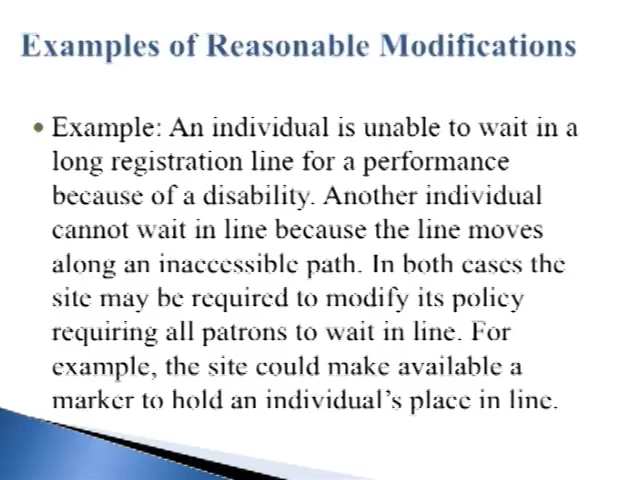 Examples of Reasonable Modifications
• Example: An individual is unable to wait in a
long registration line for a performance
because of a disability. Another individual
cannot wait in line because the line moves
along an inaccessible path. In both cases the
site may be required to modify its policy
requiring all patrons to wait in line. For
example, the site could make available a
marker to hold an individual's place in line.